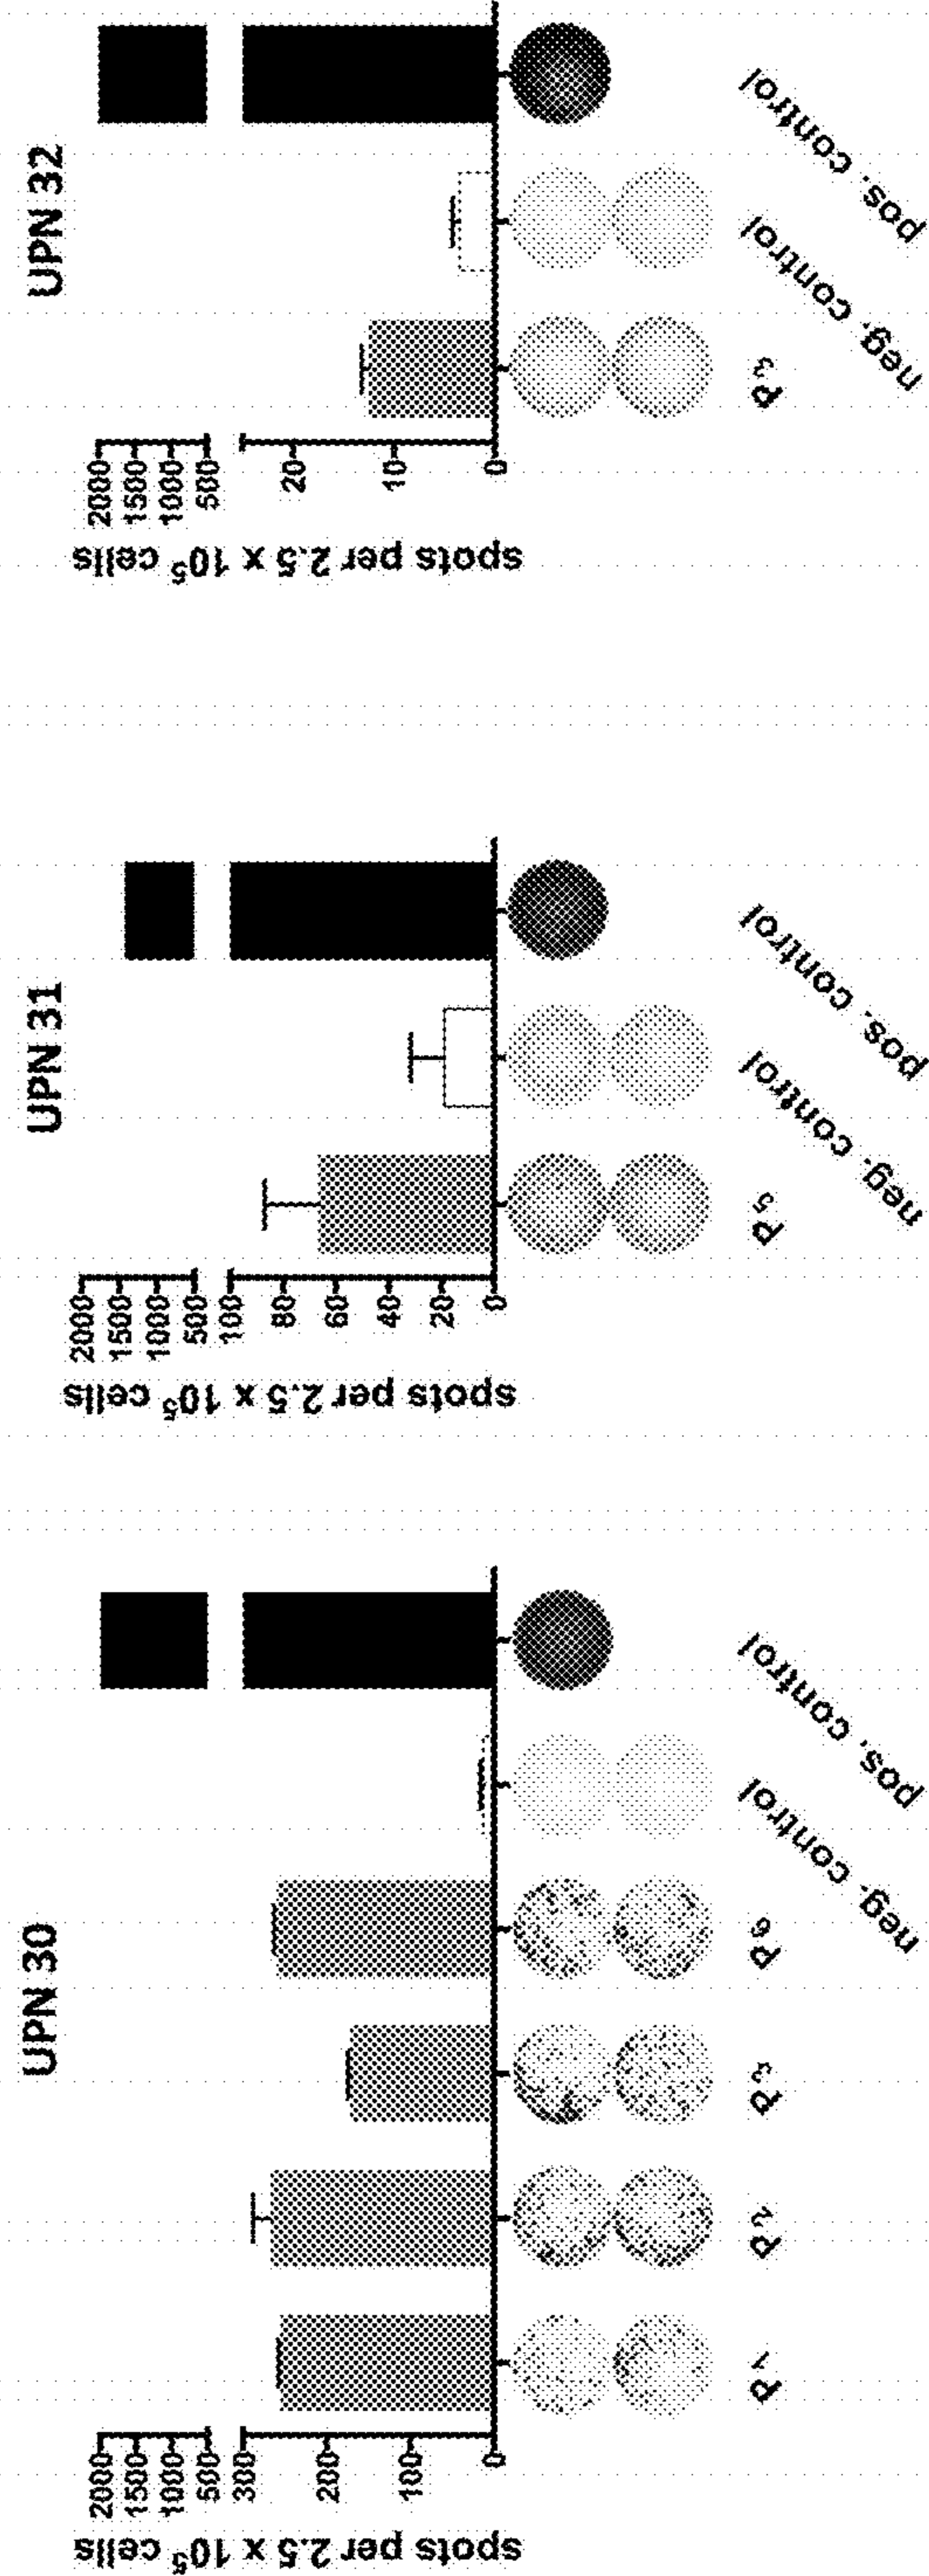 UPN 30
spots per 2.5 x 10⁵ cells
2000
1500
1000
500
300
200
100
0
P₁
P₂
P₃
P₆
neg. control
pos. control
UPN 31
spots per 2.5 x 10⁵ cells
2000
1500
1000
500
100
80
60
40
20
0
P₅
neg. control
pos. control
UPN 32
spots per 2.5 x 10⁵ cells
2000
1500
1000
500
20
10
0
P₃
neg. control
pos. control